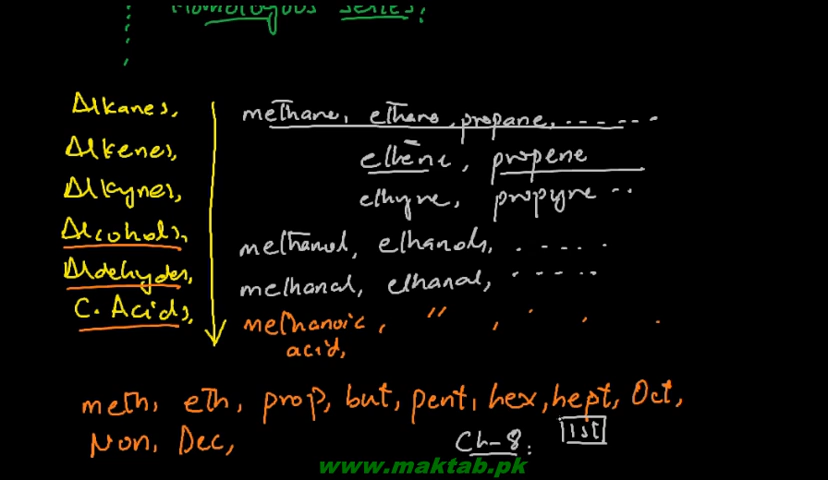 Homologous series:
Alkanes, methane, ethane, propane, ------
Alkenes, ethene, propene
Alkynes, ethyne, propyne ..
Alcohols, methanol, ethanol, . - - - .
Aldehydes, methanal, ethanal, . - - - ..
C. Acids, methanoic, " , ' , .
acid,
meth, eth, prop, but, pent, hex, hept, Oct,
Non, Dec, Ch-8. 1st
www.maktab.pk